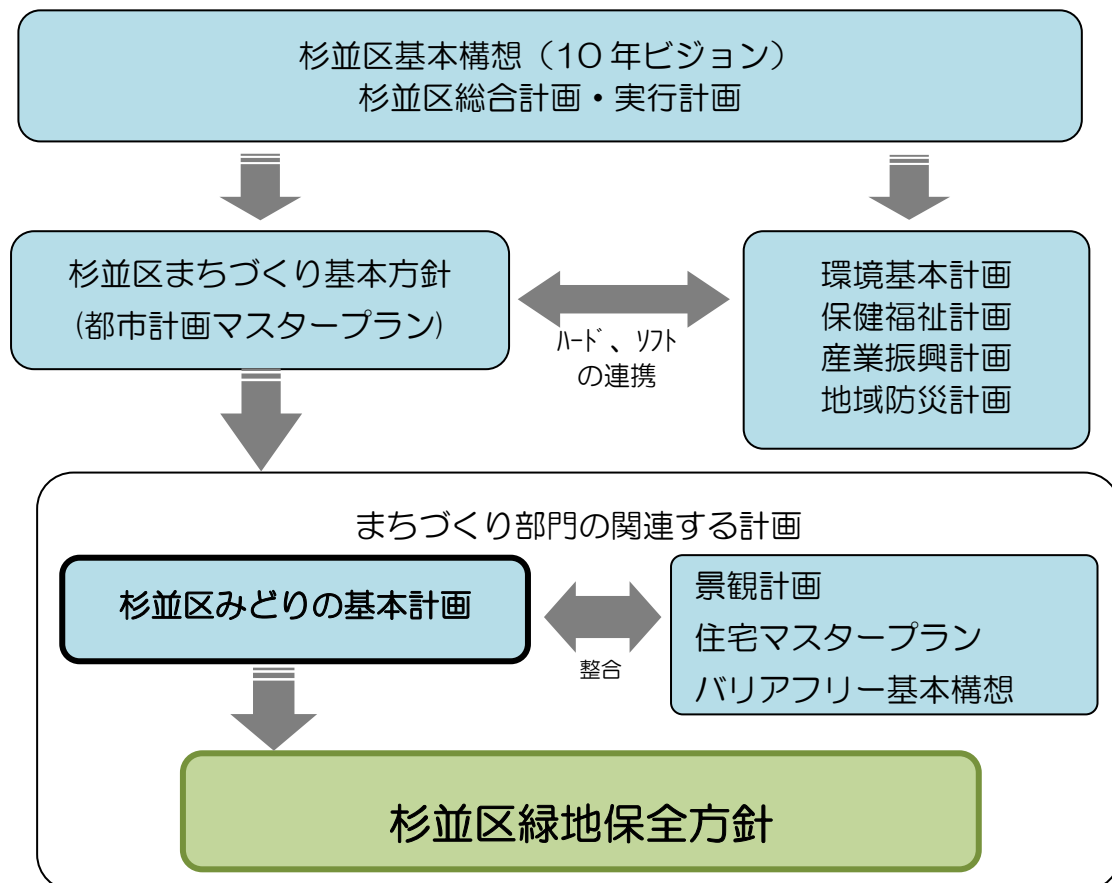 杉並区基本構想（10 年ビジョン）
杉並区総合計画・実行計画
杉並区まちづくり基本方針
(都市計画マスタープラン)
ﾊｰﾄﾞ、ｿﾌﾄ
の連携
環境基本計画
保健福祉計画
産業振興計画
地域防災計画
まちづくり部門の関連する計画
杉並区みどりの基本計画
整合
景観計画
住宅マスタープラン
バリアフリー基本構想
杉並区緑地保全方針